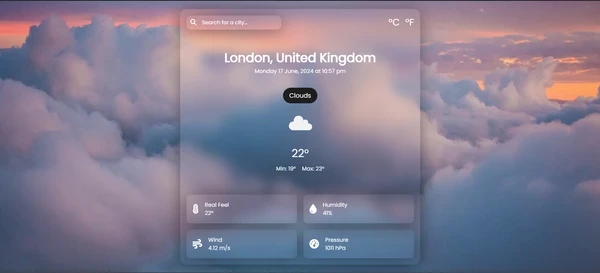 Search for a city...
°C °F
London, United Kingdom
Monday 17 June, 2024 at 10:57 pm
Clouds
22°
Min: 19° Max: 23°
Real Feel
22°
Humidity
41%
Wind
4.12 m/s
Pressure
1011 hPa